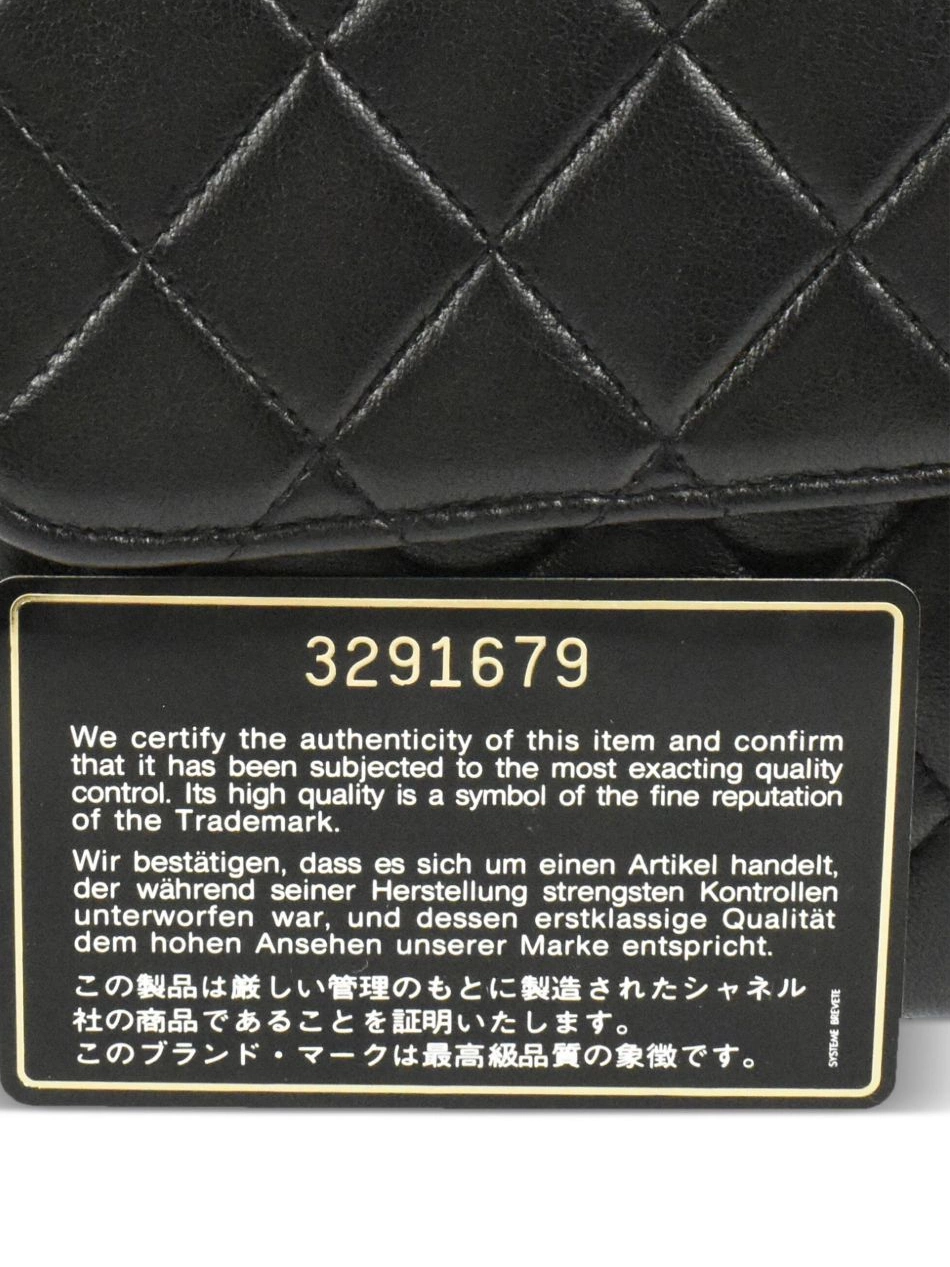 3291679
We certify the authenticity of this item and confirm
that it has been subjected to the most exacting quality
control. Its high quality is a symbol of the fine reputation
of the Trademark.
Wir bestätigen, dass es sich um einen Artikel handelt,
der während seiner Herstellung strengsten Kontrollen
unterworfen war, und dessen erstklassige Qualität
dem hohen Ansehen unserer Marke entspricht.
この製品は厳しい管理のもとに製造されたシャネル
社の商品であることを証明いたします。
このブランド・マークは最高級品質の象徴です。
SYSTEME BREVETE